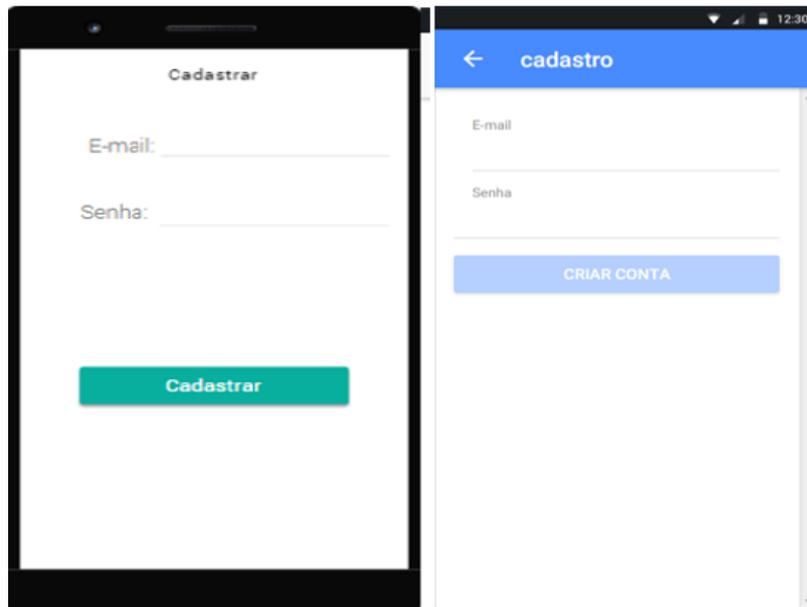 Cadastrar
E-mail:
Senha:
Cadastrar
12:30
cadastro
E-mail
Senha
CRIAR CONTA